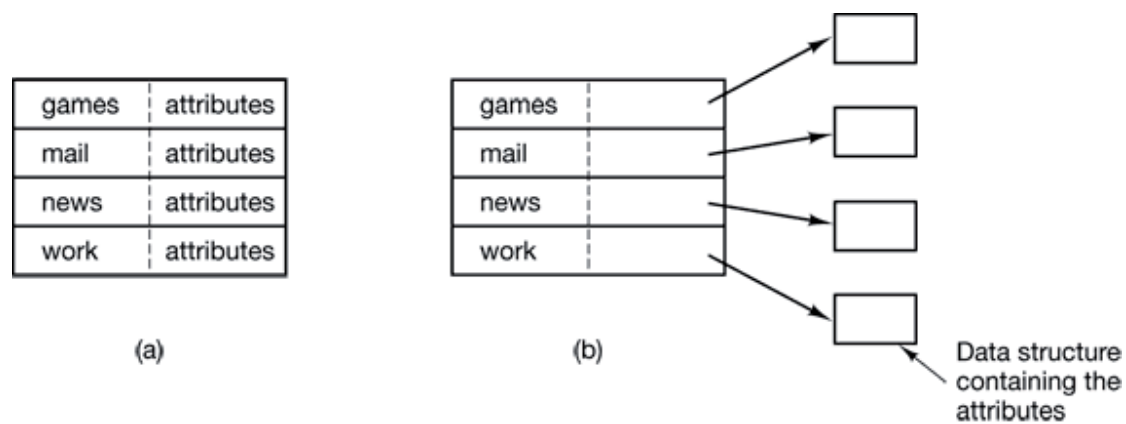 games attributes
mail attributes
news attributes
work attributes
(a)
games
mail
news
work
(b)
Data structure
containing the
attributes